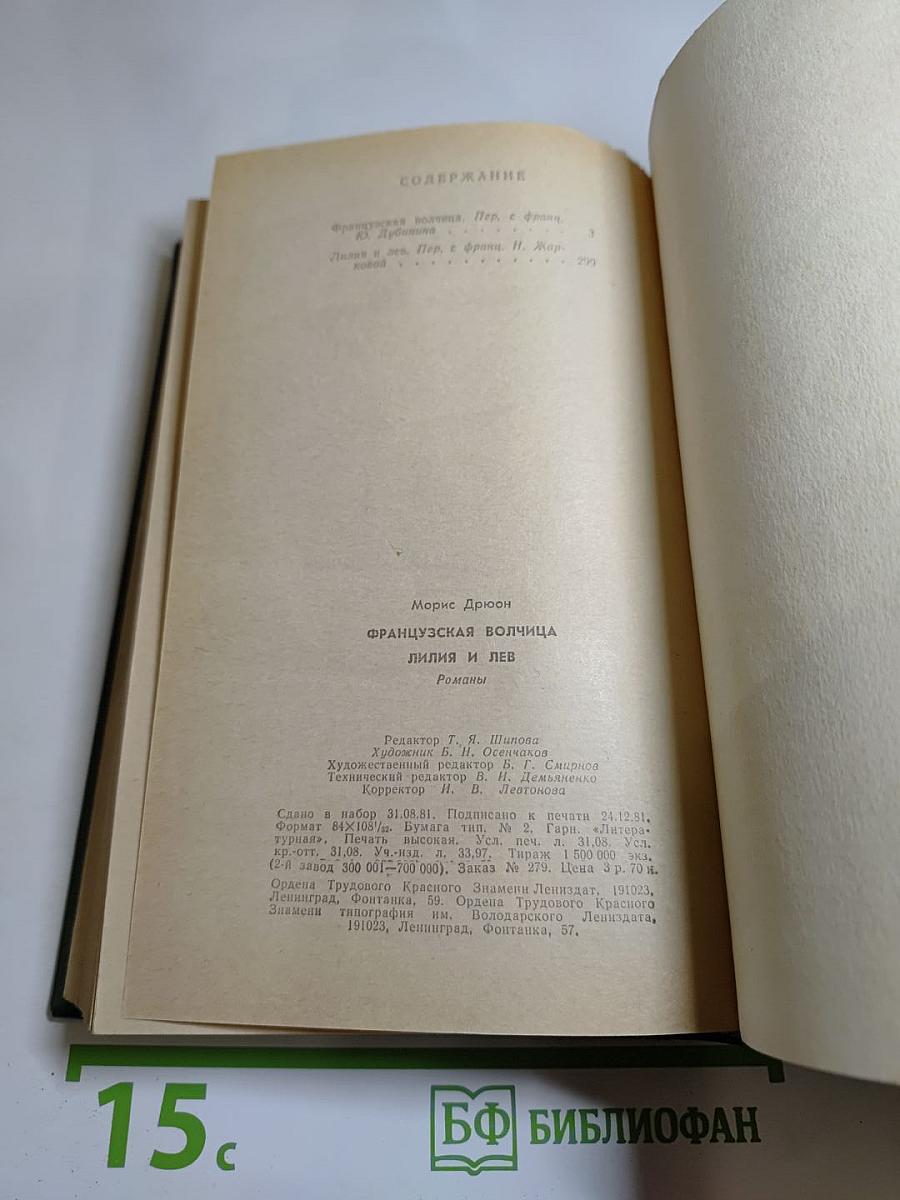 СОДЕРЖАНИЕ
Французская волчица. Пер. с франц.
Ю. Дубинина . . . . . . . . 3
Лилия и лев. Пер. с франц. Н. Жар-
ковой . . . . . . . . . . . 299
Морис Дрюон
ФРАНЦУЗСКАЯ ВОЛЧИЦА
ЛИЛИЯ И ЛЕВ
Романы
Редактор Т. Я. Шипова
Художник Б. Н. Осенчаков
Художественный редактор Б. Г. Смирнов
Технический редактор В. И. Демьяненко
Корректор И. В. Левтонова
Сдано в набор 31.08.81. Подписано к печати 24.12.81.
Формат 84×108¹/₃₂. Бумага тип. № 2. Гарн. «Литера-
турная». Печать высокая. Усл. печ. л. 31,08. Усл.
кр.-отт. 31,08. Уч.-изд. л. 33,97. Тираж 1 500 000 экз.
(2-й завод 300 001—700 000). Заказ № 279. Цена 3 р. 70 к.
Ордена Трудового Красного Знамени Лениздат, 191023,
Ленинград, Фонтанка, 59. Ордена Трудового Красного
Знамени типография им. Володарского Лениздата,
191023, Ленинград, Фонтанка, 57.
15 с
БФ БИБЛИОФАН